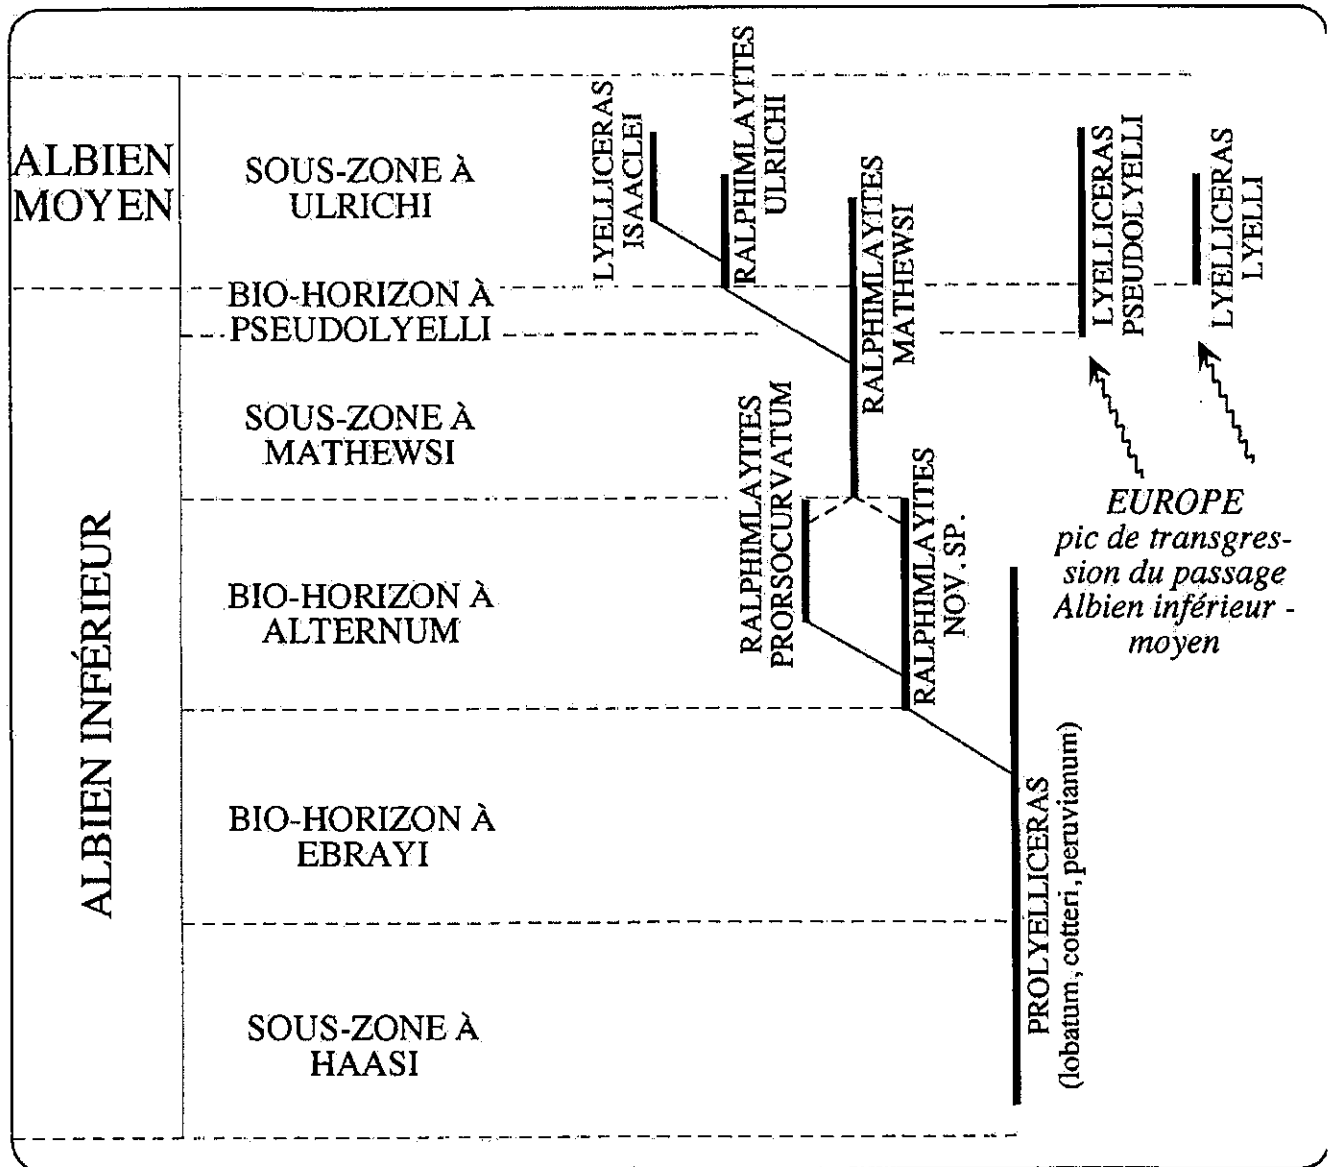 ALBIEN
MOYEN
ALBIEN INFÉRIEUR
SOUS-ZONE À
ULRICHI
BIO-HORIZON À
PSEUDOLYELLI
SOUS-ZONE À
MATHEWSI
BIO-HORIZON À
ALTERNUM
BIO-HORIZON À
EBRAYI
SOUS-ZONE À
HAASI
LYELLICERAS
ISAACLEI
RALPHIMLAYITES
ULRICHI
RALPHIMLAYITES
MATHEWSI
RALPHIMLAYITES
PRORSOCURVATUM
RALPHIMLAYITES
NOV. SP.
PROLYELLICERAS
(lobatum, cotteri, peruvianum)
LYELLICERAS
PSEUDOLYELLI
LYELLICERAS
LYELLI
EUROPE
pic de transgres-
sion du passage
Albien inférieur -
moyen